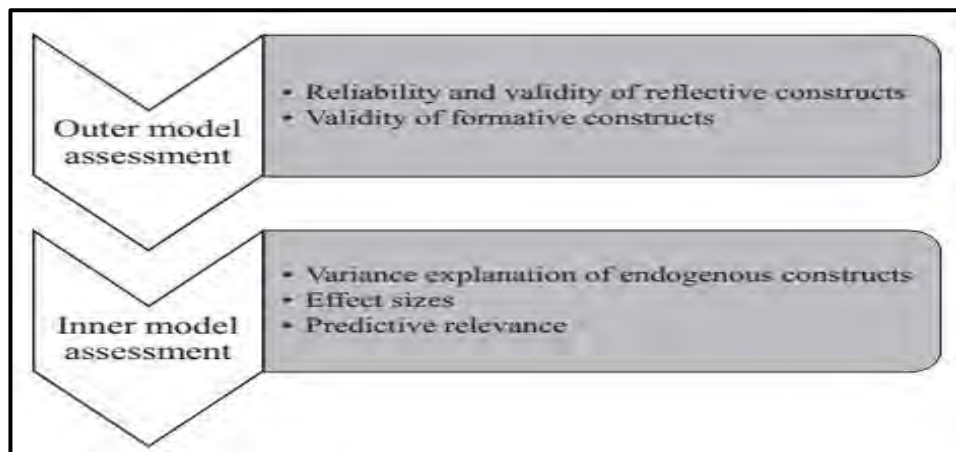 Outer model
assessment
• Reliability and validity of reflective constructs
• Validity of formative constructs
Inner model
assessment
• Variance explanation of endogenous constructs
• Effect sizes
• Predictive relevance